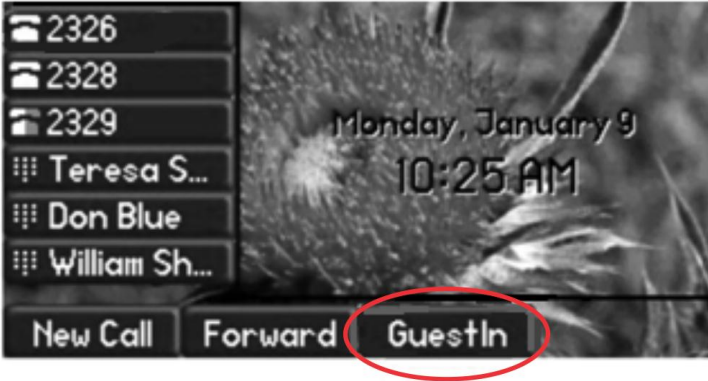 2326
2328
2329
Teresa S...
Don Blue
William Sh...
Monday, January 9
10:25 AM
New Call Forward GuestIn